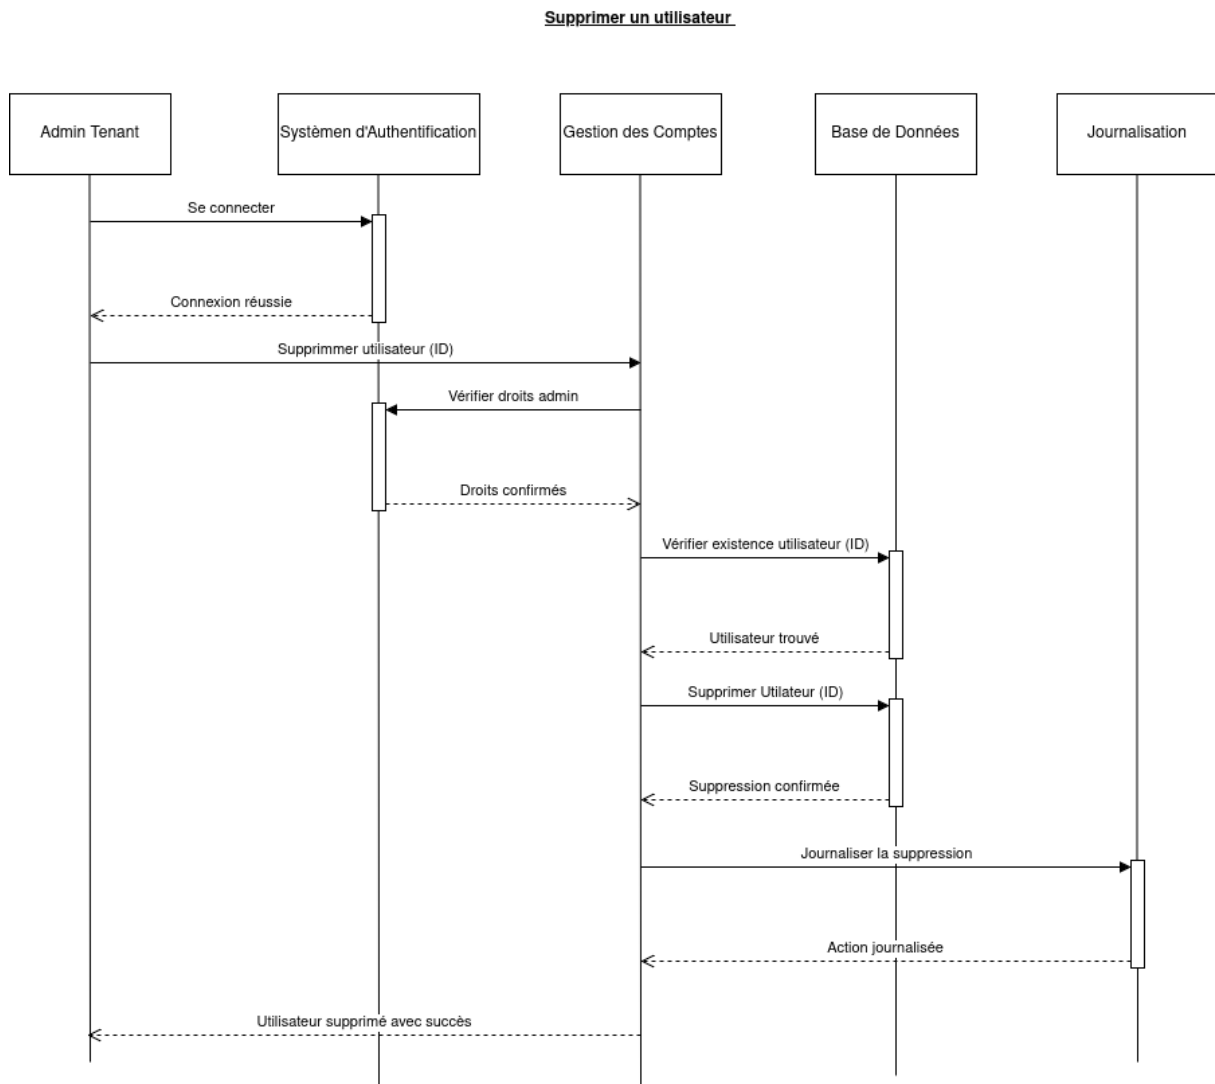 Supprimer un utilisateur
Admin Tenant
Systèmen d'Authentification
Gestion des Comptes
Base de Données
Journalisation
Se connecter
Connexion réussie
Supprimmer utilisateur (ID)
Vérifier droits admin
Droits confirmés
Vérifier existence utilisateur (ID)
Utilisateur trouvé
Supprimer Utilateur (ID)
Suppression confirmée
Journaliser la suppression
Action journalisée
Utilisateur supprimé avec succès